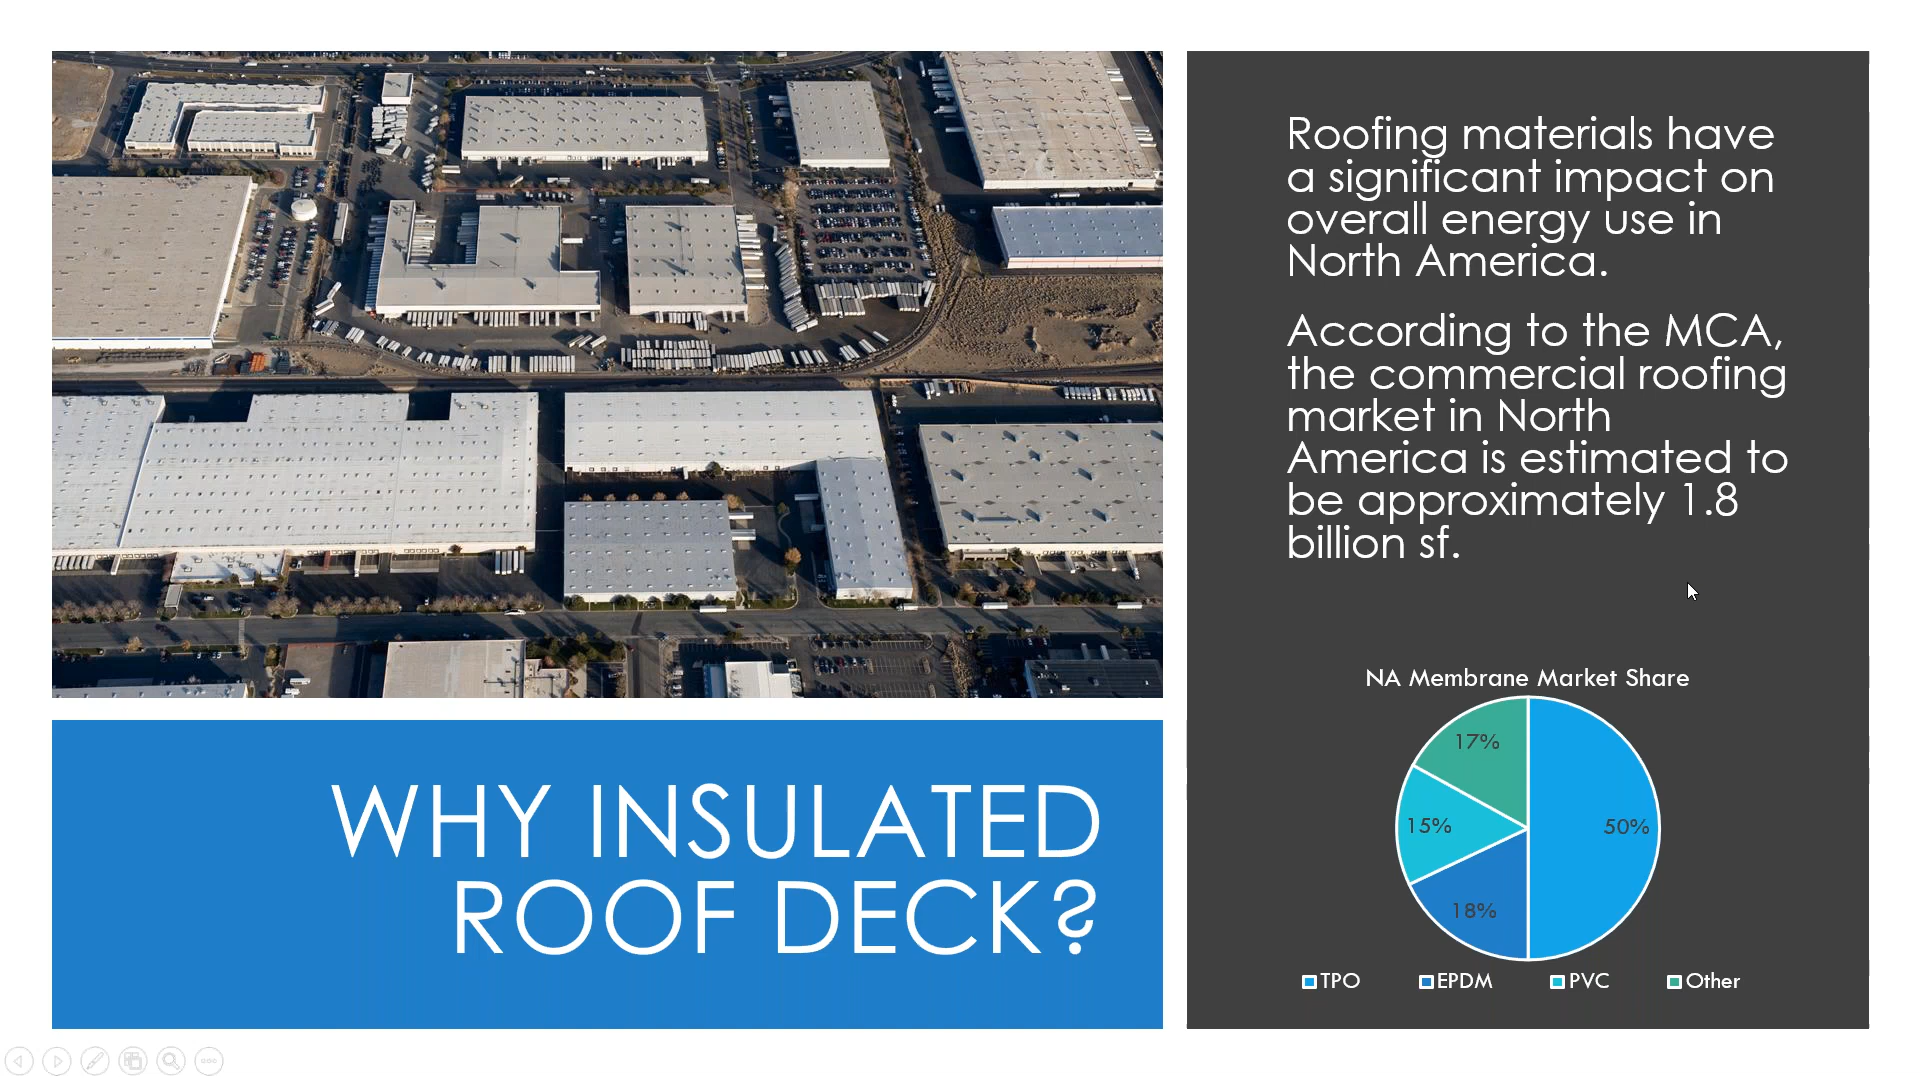 Roofing materials have
a significant impact on
overall energy use in
North America.
According to the MCA,
the commercial roofing
market in North
America is estimated to
be approximately 1.8
billion sf.
WHY INSULATED
ROOF DECK?
NA Membrane Market Share
17%
15%
50%
18%
TPO EPDM PVC Other